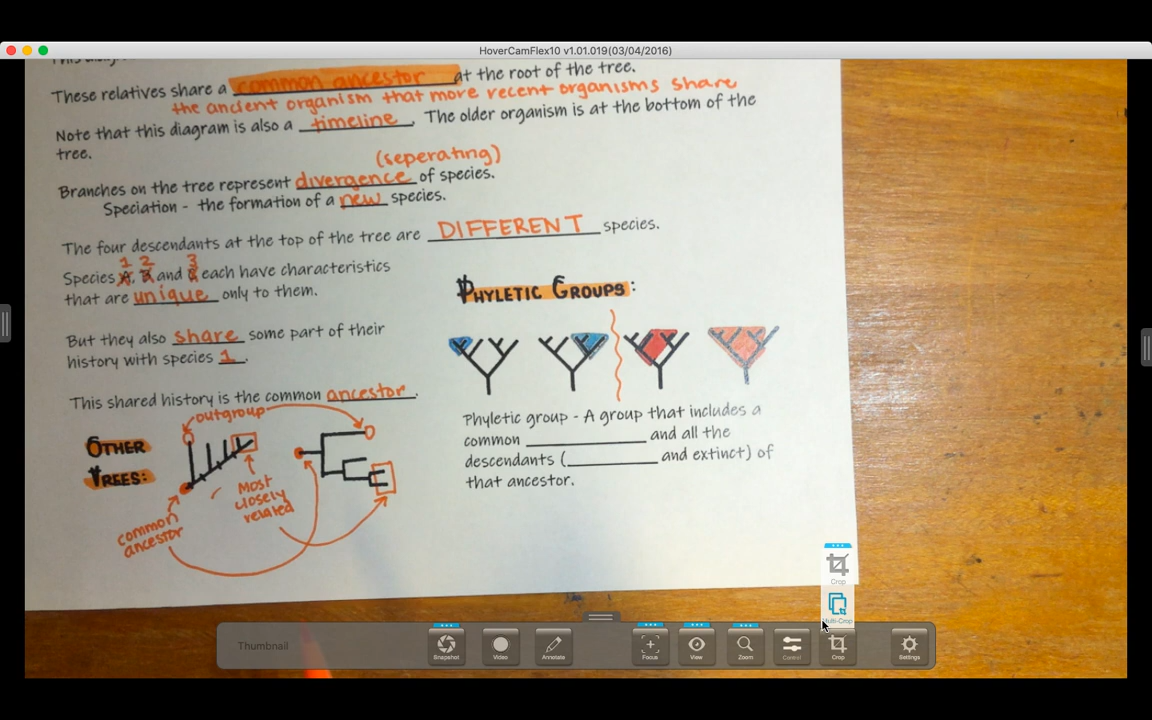 HoverCamFlex10 v1.01.019(03/04/2016)
These relatives share a common ancestor at the root of the tree.
the ancient organism that more recent organisms share
Note that this diagram is also a timeline. The older organism is at the bottom of the
tree.
(seperating)
Branches on the tree represent divergence of species.
Speciation - the formation of a new species.
The four descendants at the top of the tree are DIFFERENT species.
1 2 3
Species A, B and C each have characteristics
that are unique only to them.
But they also share some part of their
history with species 1.
This shared history is the common ancestor.
PHYLETIC GROUPS:
Phyletic group - A group that includes a
common ____________ and all the
descendants (__________ and extinct) of
that ancestor.
OTHER
TREES:
outgroup
Most
closely
related
common
ancestor
Crop
Multi-Crop
Thumbnail
Snapshot
Video
Annotate
Focus
View
Zoom
Control
Crop
Settings